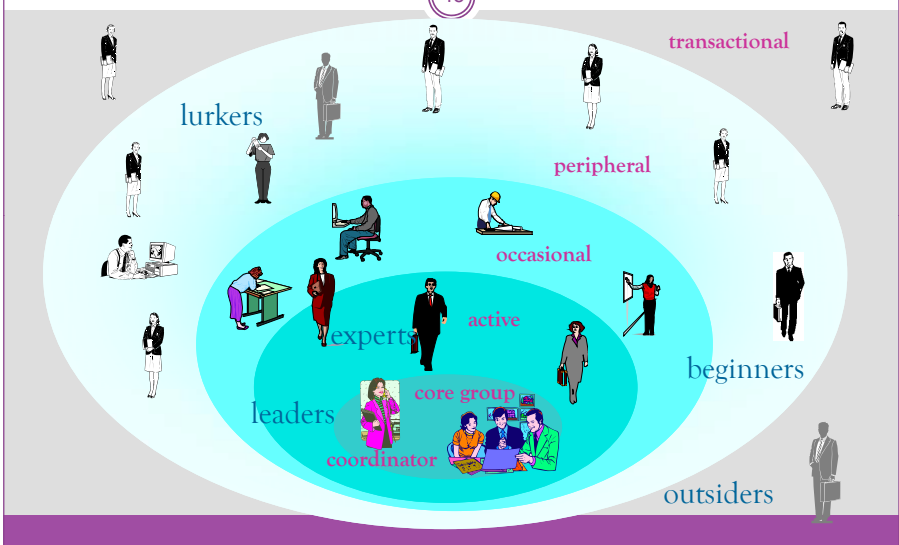 transactional
lurkers
peripheral
occasional
active
experts
beginners
core group
leaders
coordinator
outsiders